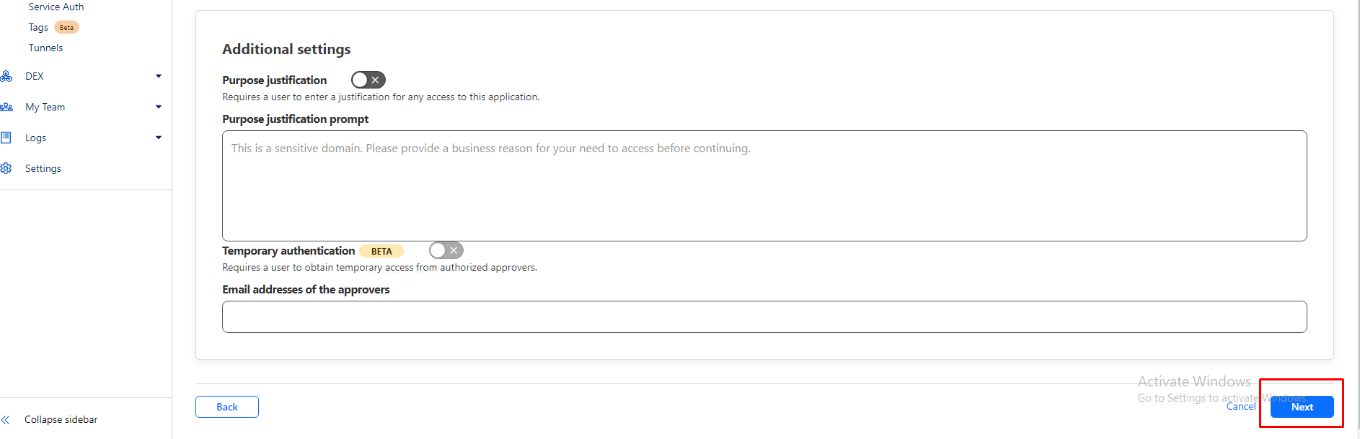 Service Auth
Tags Beta
Tunnels
DEX
My Team
Logs
Settings
Collapse sidebar
Additional settings
Purpose justification
Requires a user to enter a justification for any access to this application.
Purpose justification prompt
This is a sensitive domain. Please provide a business reason for your need to access before continuing.
Temporary authentication BETA
Requires a user to obtain temporary access from authorized approvers.
Email addresses of the approvers
Activate Windows
Go to Settings to activate Windows.
Back
Cancel
Next